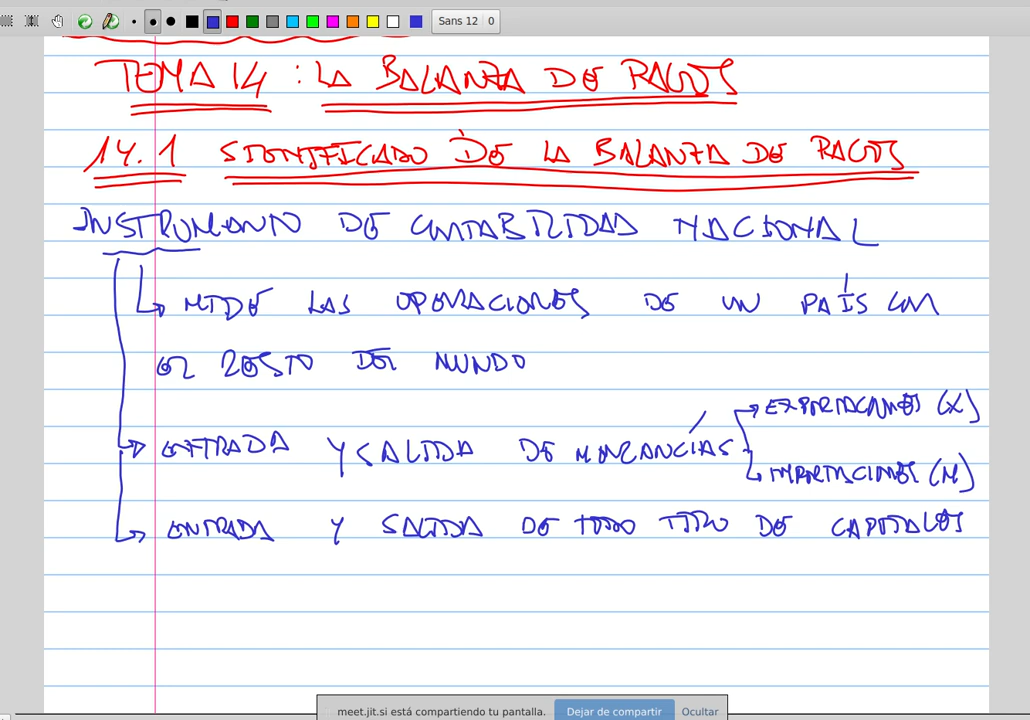 Sans 12 0
TEMA 14 : LA BALANZA DE PAGOS
14.1 SIGNIFICADO DE LA BALANZA DE PAGOS
INSTRUMENTO DE CONTABILIDAD NACIONAL
MIDE LAS OPERACIONES DE UN PAÍS CON
EL RESTO DEL MUNDO
EXPORTACIONES (X)
ENTRADA Y SALIDA DE MERCANCÍAS
IMPORTACIONES (M)
ENTRADA Y SALIDA DE TODO TIPO DE CAPITALES
meet.jit.si está compartiendo tu pantalla. Dejar de compartir Ocultar